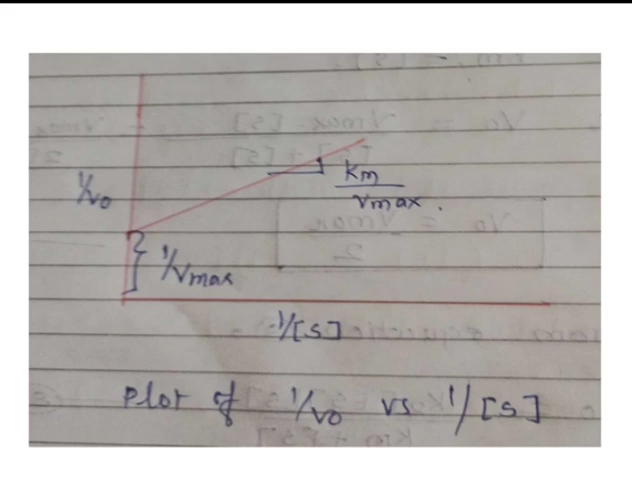 1/v0
Km
Vmax .
1/Vmax
-1/[S]
Plot of 1/v0 vs 1/[S]